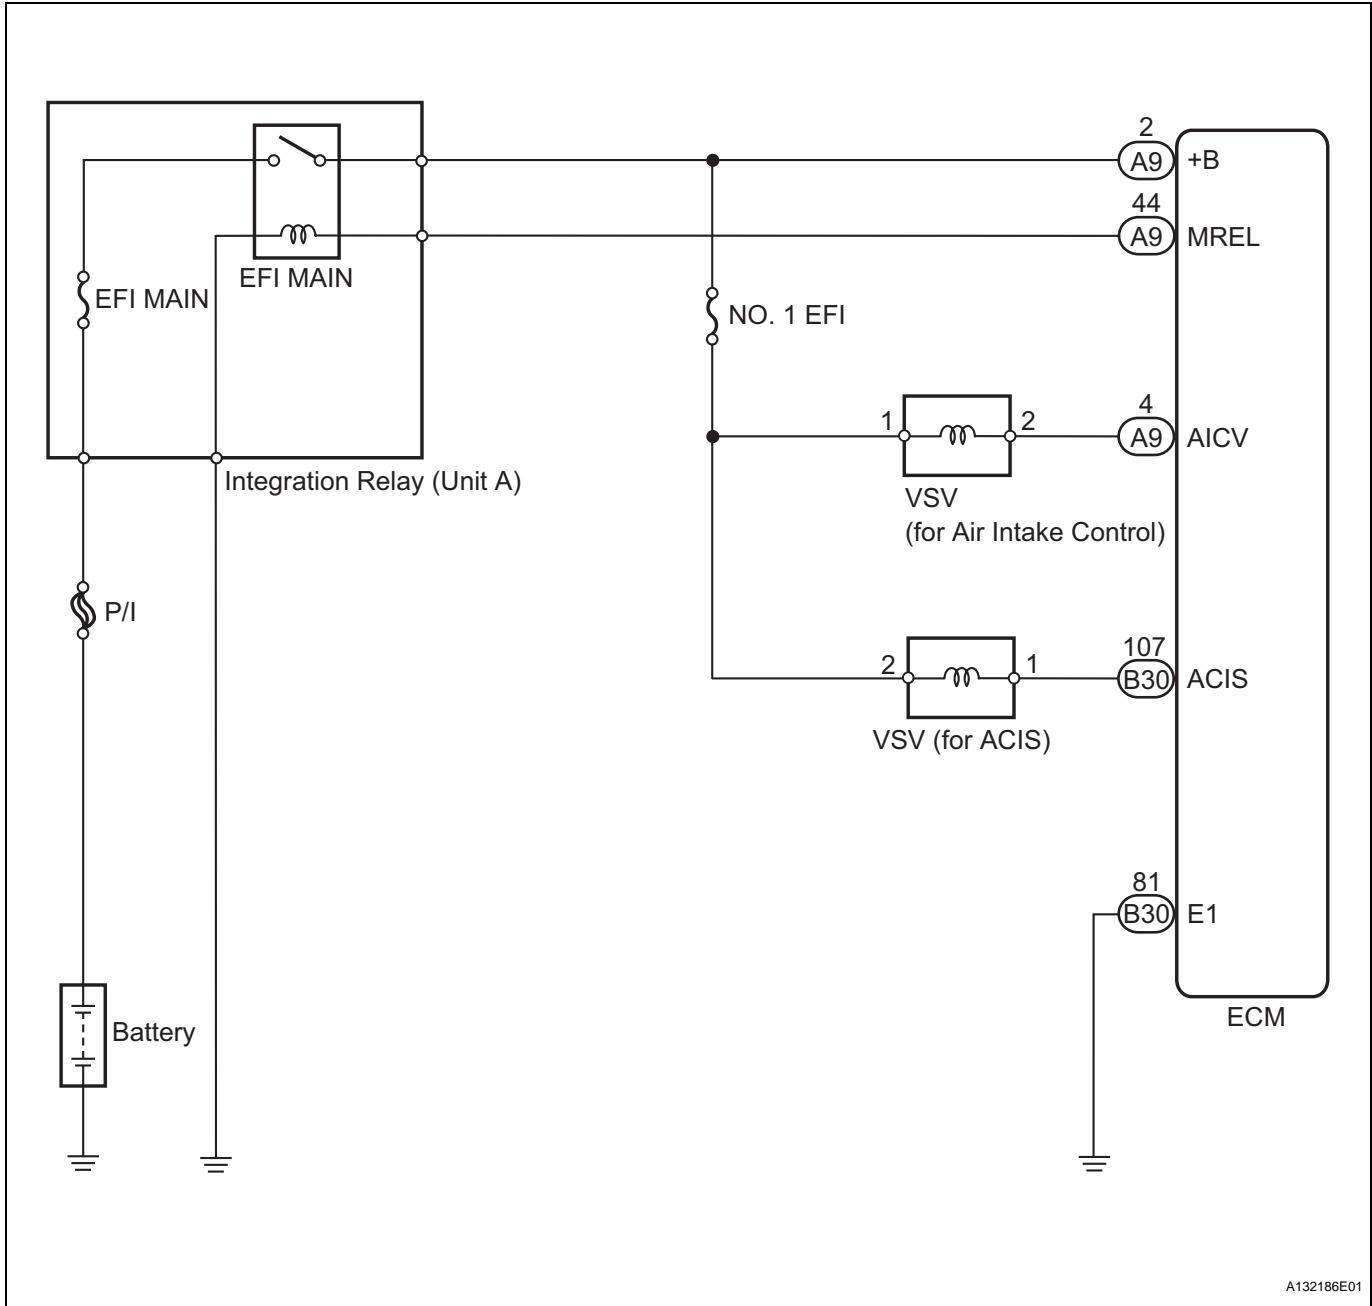 2
A9 +B
44
A9 MREL
EFI MAIN
EFI MAIN
NO. 1 EFI
4
1 2 A9 AICV
Integration Relay (Unit A)
VSV
(for Air Intake Control)
P/I
107
2 1 B30 ACIS
VSV (for ACIS)
81
B30 E1
ECM
Battery
A132186E01